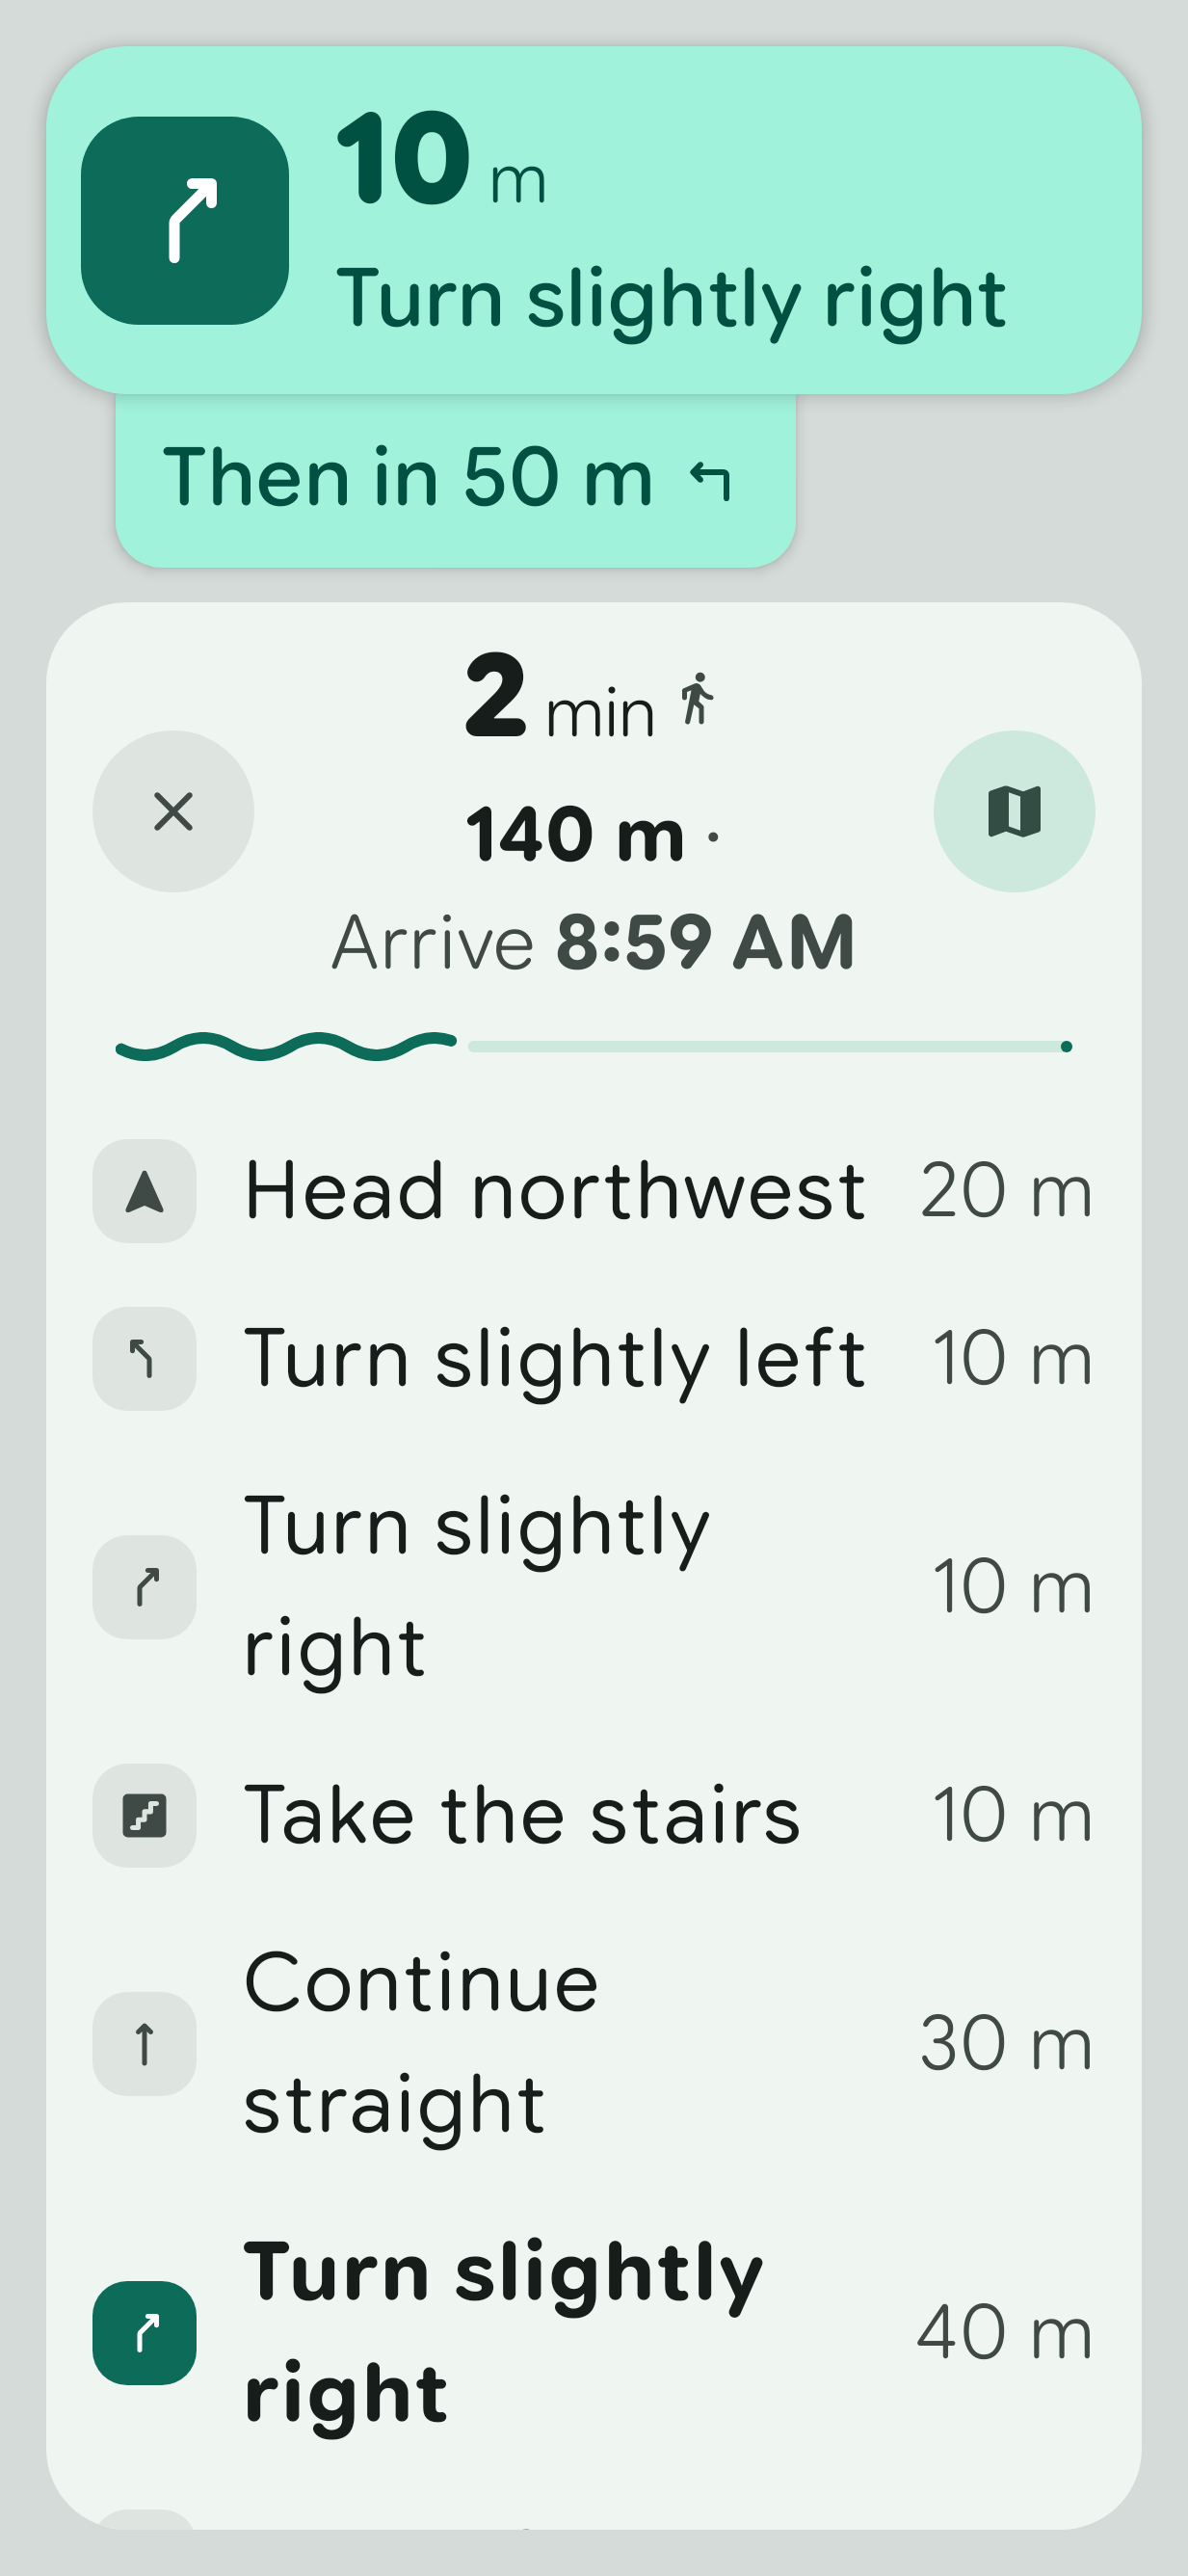 10 m
Turn slightly right
Then in 50 m
2 min
140 m ·
Arrive 8:59 AM
Head northwest 20 m
Turn slightly left 10 m
Turn slightly
right
10 m
Take the stairs 10 m
Continue
straight
30 m
Turn slightly
right
40 m